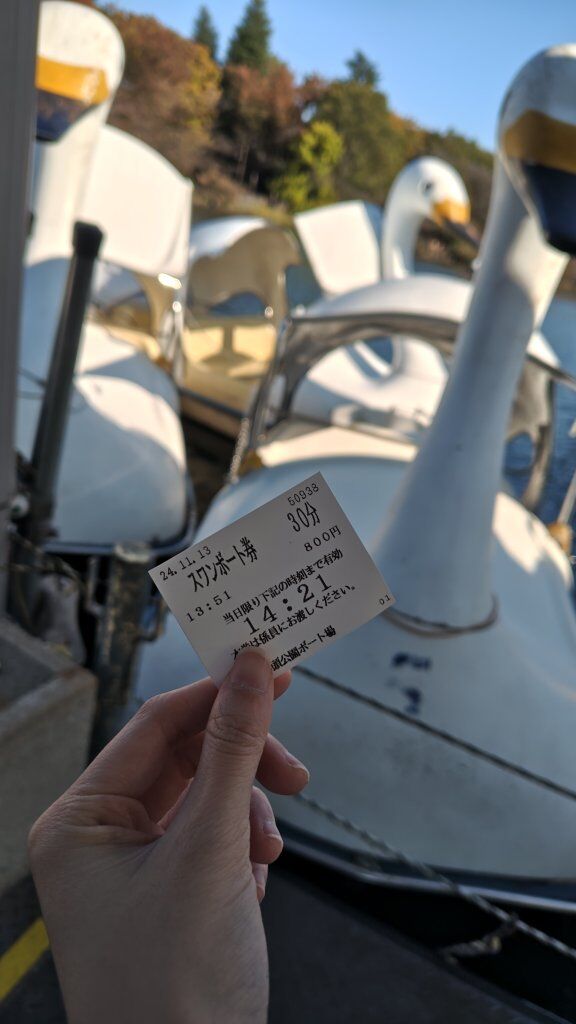 50938
24.11.13
30分
スワンボート券
800円
13:51
当日限り下記の時刻まで有効
14:21
は係員にお渡しください。
公園ボート場
01